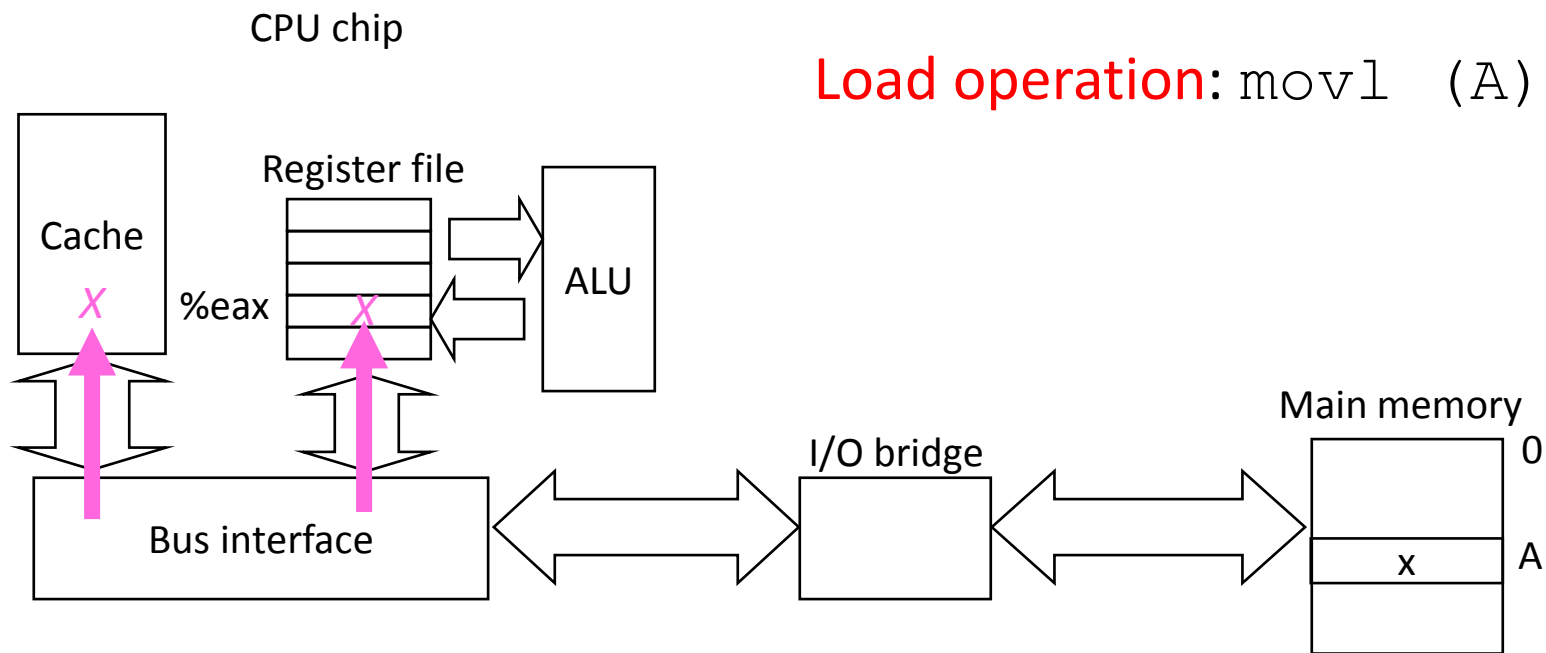 CPU chip
Load operation: movl (A)
Register file
Cache
X
%eax
X
ALU
Main memory
0
I/O bridge
Bus interface
x
A